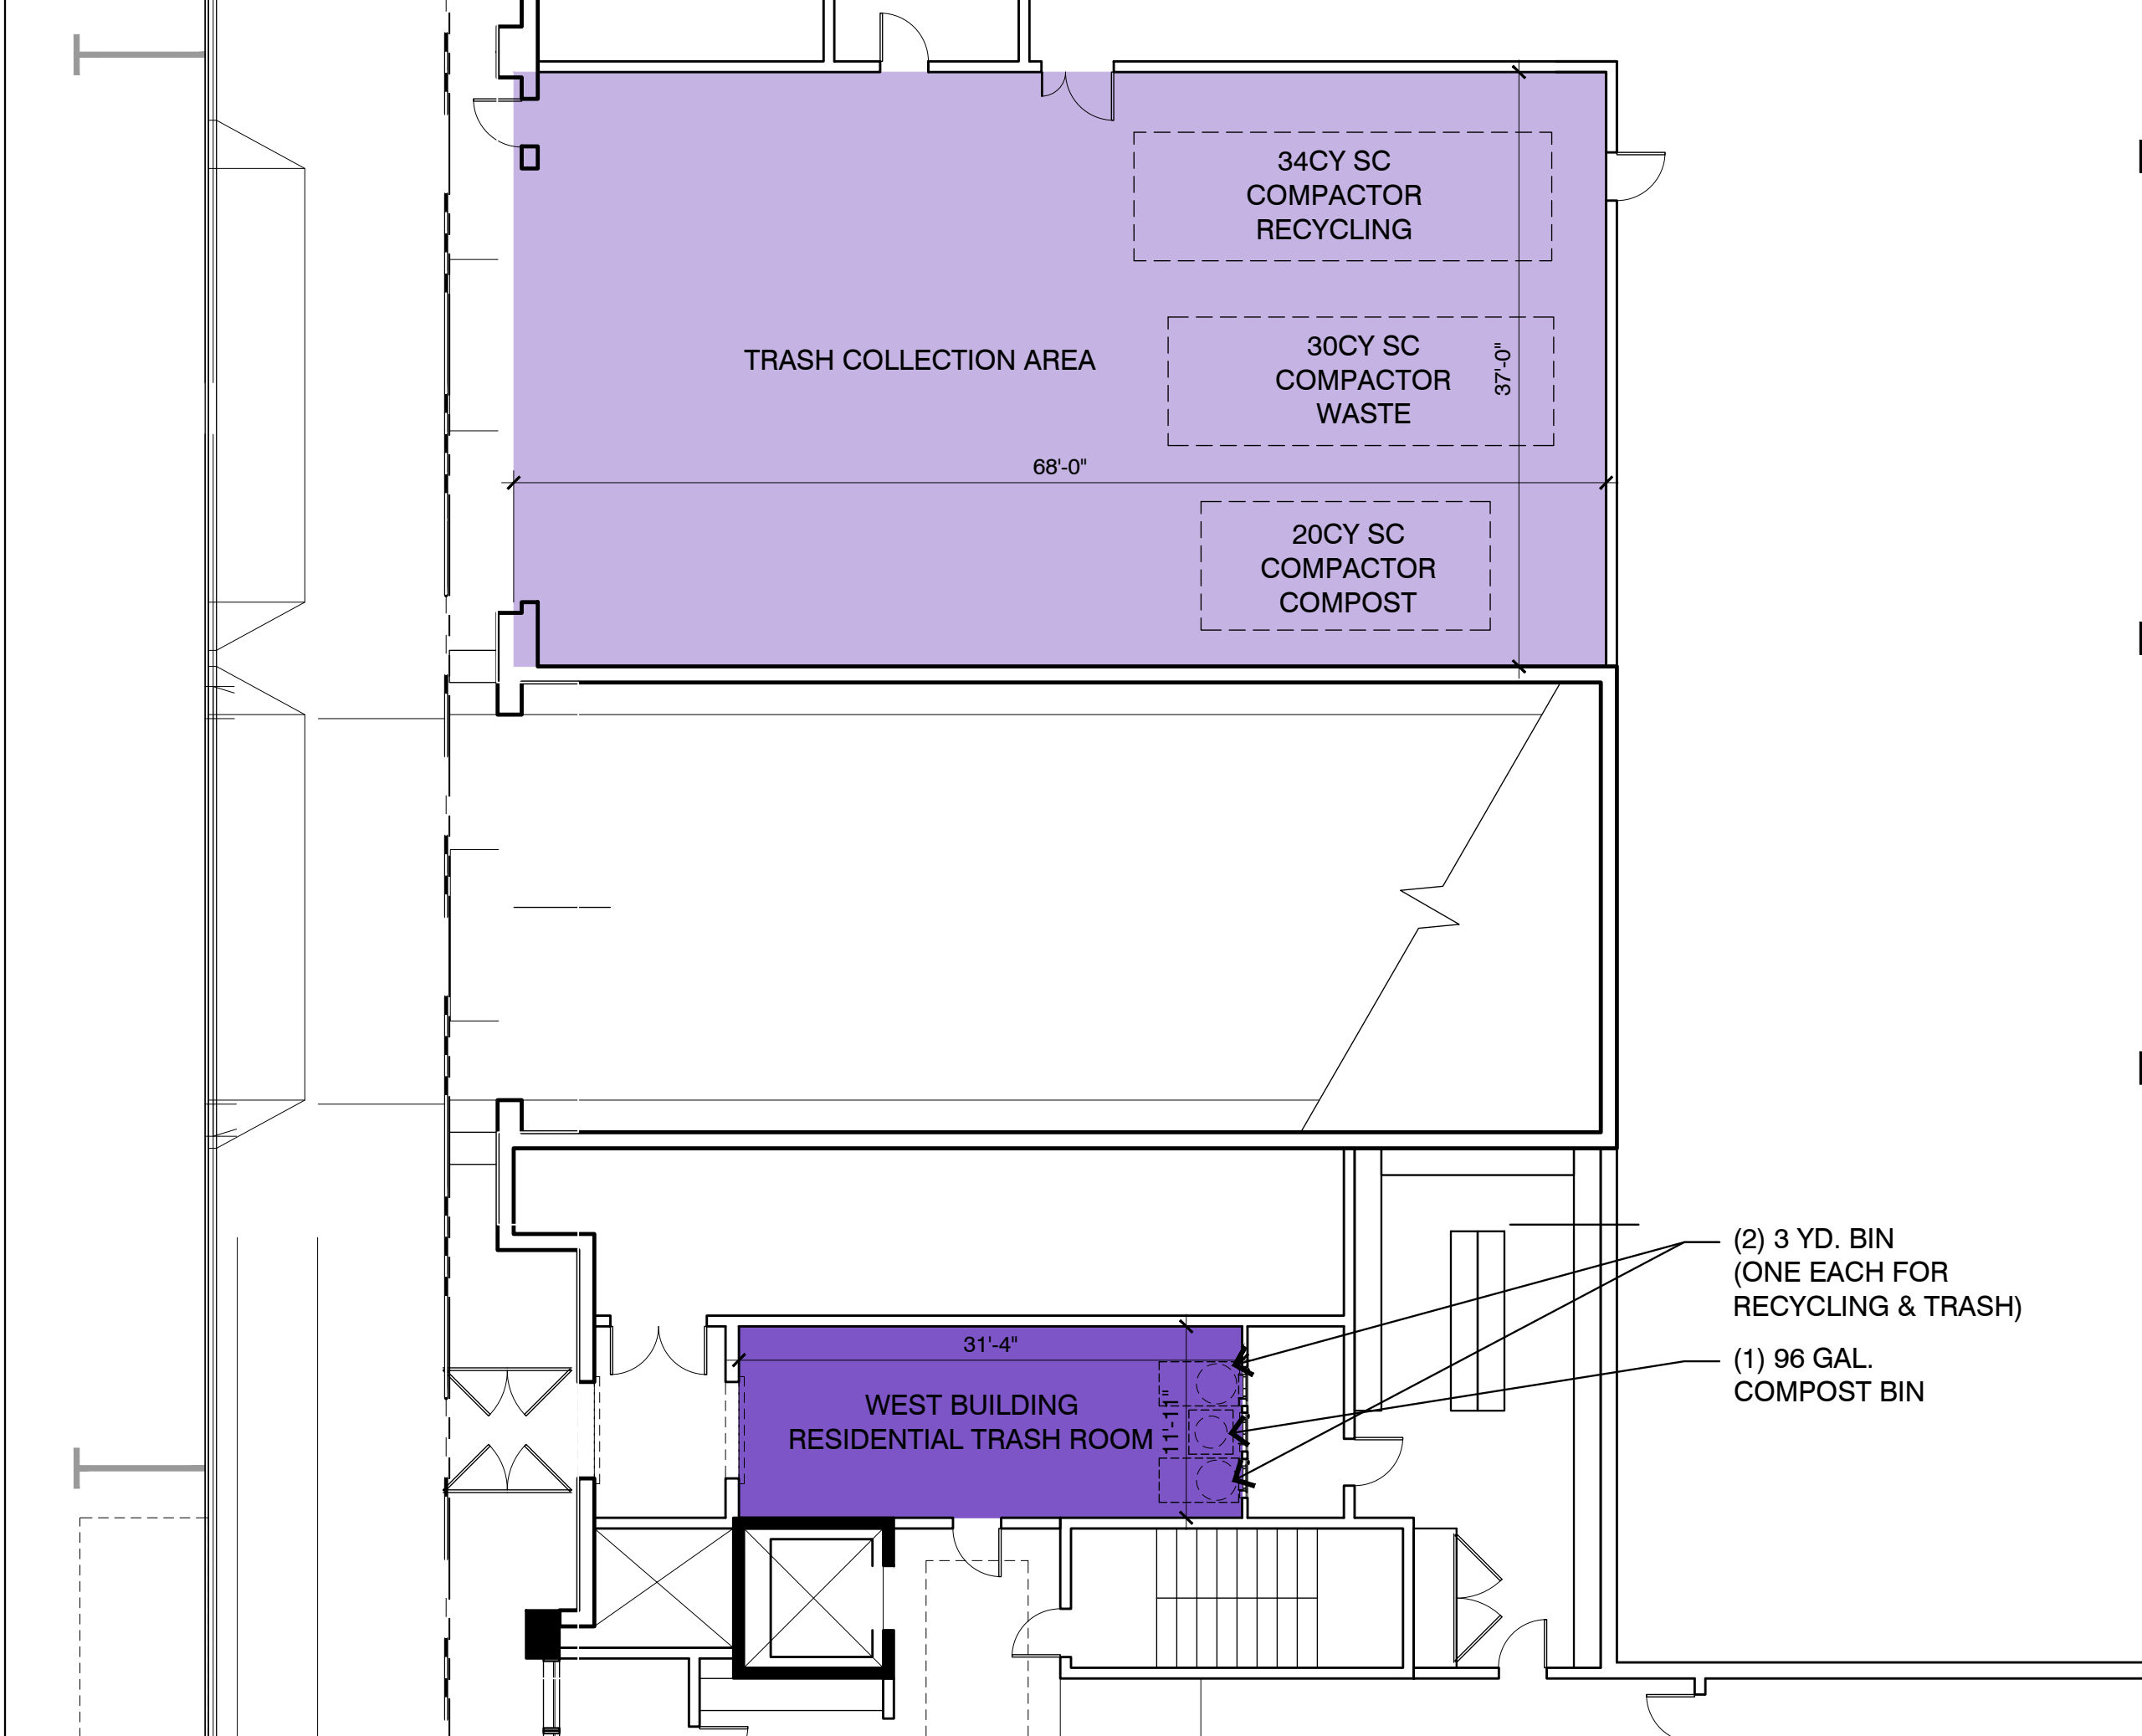 34CY SC
COMPACTOR
RECYCLING
TRASH COLLECTION AREA
30CY SC
COMPACTOR
WASTE
37'-0"
68'-0"
20CY SC
COMPACTOR
COMPOST
(2) 3 YD. BIN
(ONE EACH FOR
RECYCLING & TRASH)
(1) 96 GAL.
COMPOST BIN
31'-4"
WEST BUILDING
RESIDENTIAL TRASH ROOM
11'-11"